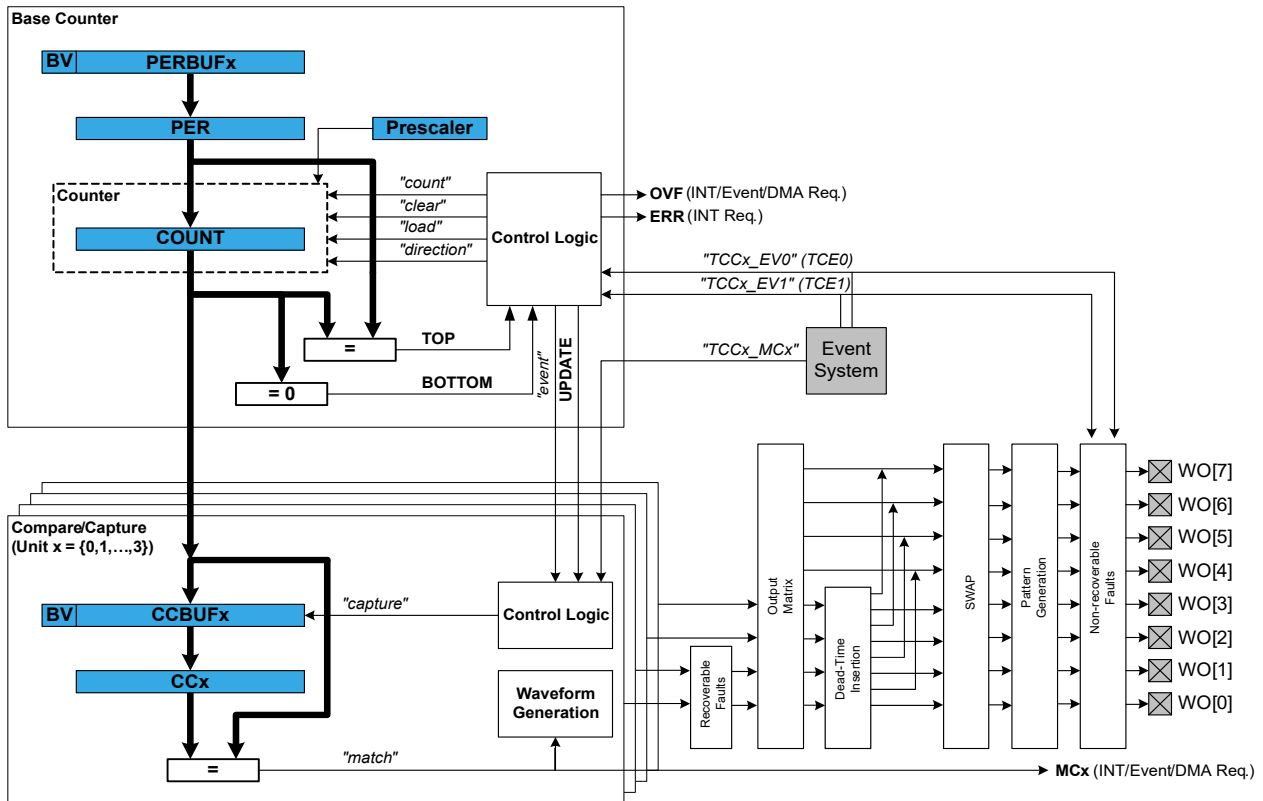 Base Counter
BV PERBUFx
PER
Prescaler
Counter
COUNT
"count"
"clear"
"load"
"direction"
Control Logic
OVF (INT/Event/DMA Req.)
ERR (INT Req.)
"TCCx_EV0" (TCE0)
"TCCx_EV1" (TCE1)
"TCCx_MCx"
Event
System
=
TOP
= 0
BOTTOM
"event"
UPDATE
Compare/Capture
(Unit x = {0,1,…,3})
BV CCBUFx
"capture"
Control Logic
CCx
Waveform
Generation
=
"match"
Recoverable
Faults
Output
Matrix
Dead-Time
Insertion
SWAP
Pattern
Generation
Non-recoverable
Faults
WO[7]
WO[6]
WO[5]
WO[4]
WO[3]
WO[2]
WO[1]
WO[0]
MCx (INT/Event/DMA Req.)